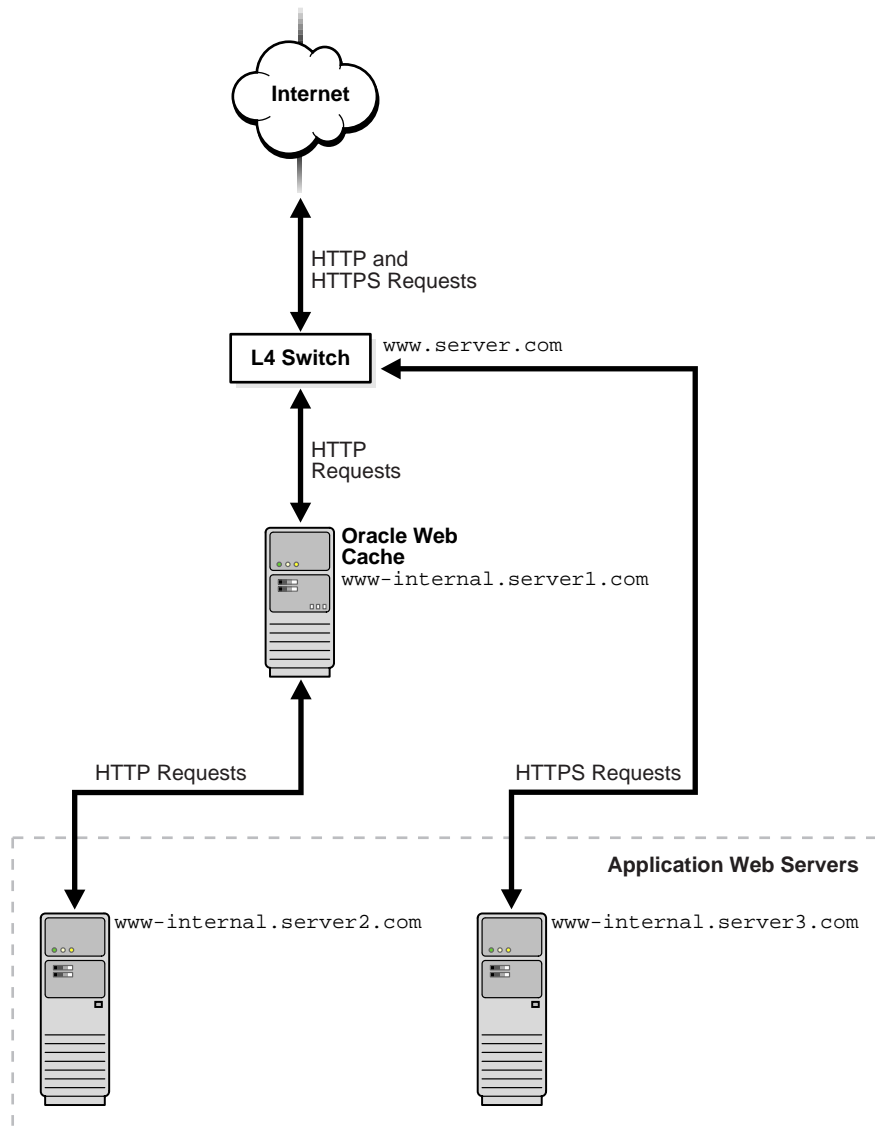 Internet
HTTP and
HTTPS Requests
L4 Switch
www.server.com
HTTP
Requests
Oracle Web
Cache
www-internal.server1.com
HTTP Requests
HTTPS Requests
Application Web Servers
www-internal.server2.com
www-internal.server3.com